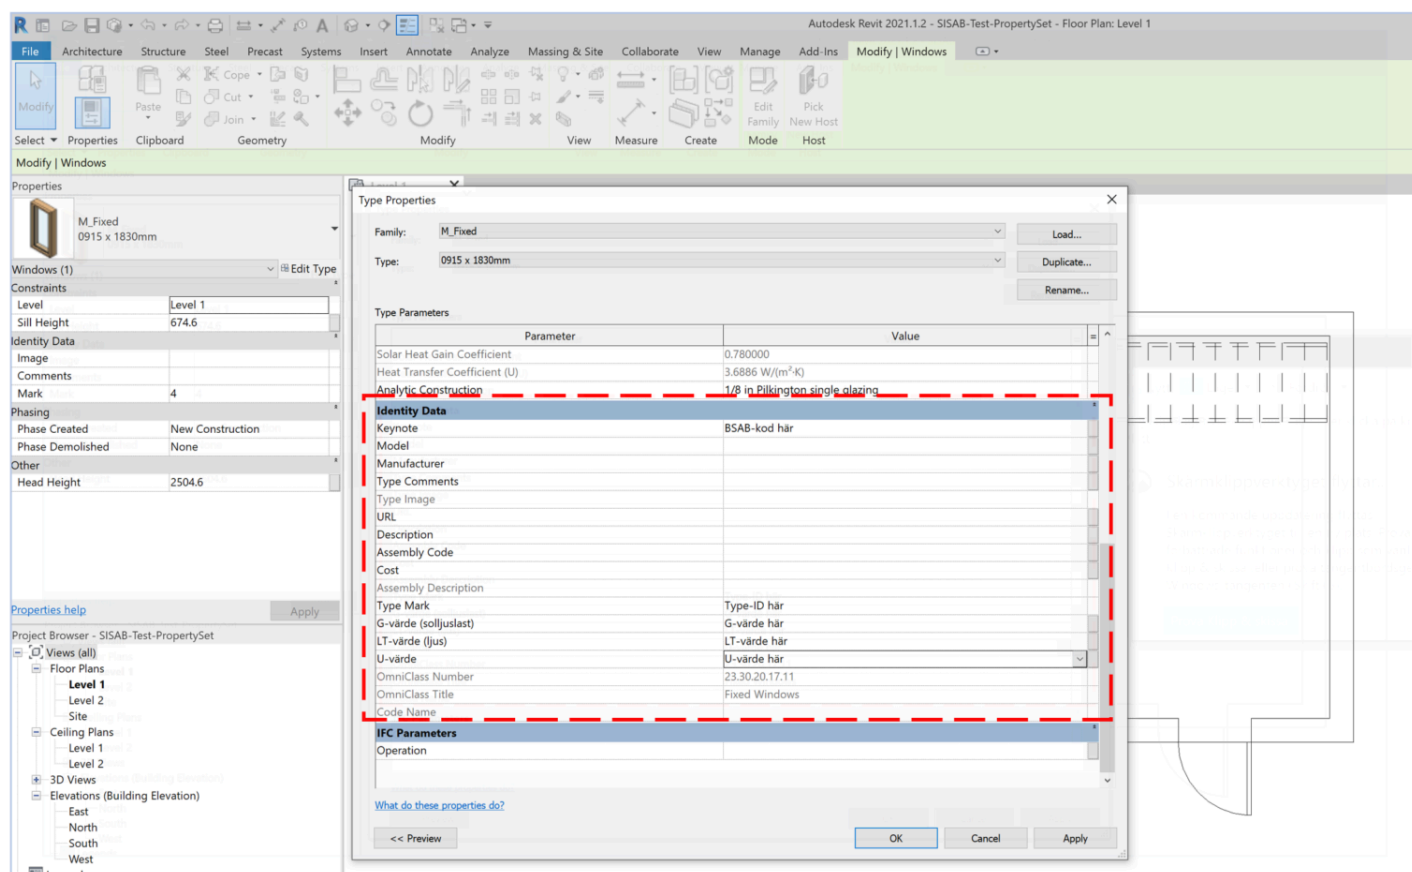 Autodesk Revit 2021.1.2 - SISAB-Test-PropertySet - Floor Plan: Level 1
File Architecture Structure Steel Precast Systems Insert Annotate Analyze Massing & Site Collaborate View Manage Add-Ins Modify | Windows
Modify
Paste
Cope
Cut
Join
Edit Family
Pick New Host
Select Properties Clipboard Geometry Modify View Measure Create Mode Host
Modify | Windows
Properties
M_Fixed
0915 x 1830mm
Windows (1) Edit Type
Constraints
Level Level 1
Sill Height 674.6
Identity Data
Image
Comments
Mark 4
Phasing
Phase Created New Construction
Phase Demolished None
Other
Head Height 2504.6
Properties help Apply
Project Browser - SISAB-Test-PropertySet
Views (all)
Floor Plans
Level 1
Level 2
Site
Ceiling Plans
Level 1
Level 2
3D Views
Elevations (Building Elevation)
East
North
South
West
Type Properties
Family: M_Fixed Load...
Type: 0915 x 1830mm Duplicate...
Rename...
Type Parameters
Parameter Value =
Solar Heat Gain Coefficient 0.780000
Heat Transfer Coefficient (U) 3.6886 W/(m²·K)
Analytic Construction 1/8 in Pilkington single glazing
Identity Data
Keynote BSAB-kod här
Model
Manufacturer
Type Comments
Type Image
URL
Description
Assembly Code
Cost
Assembly Description
Type Mark Type-ID här
G-värde (solljuslast) G-värde här
LT-värde (ljus) LT-värde här
U-värde U-värde här
OmniClass Number 23.30.20.17.11
OmniClass Title Fixed Windows
Code Name
IFC Parameters
Operation
What do these properties do?
<< Preview OK Cancel Apply